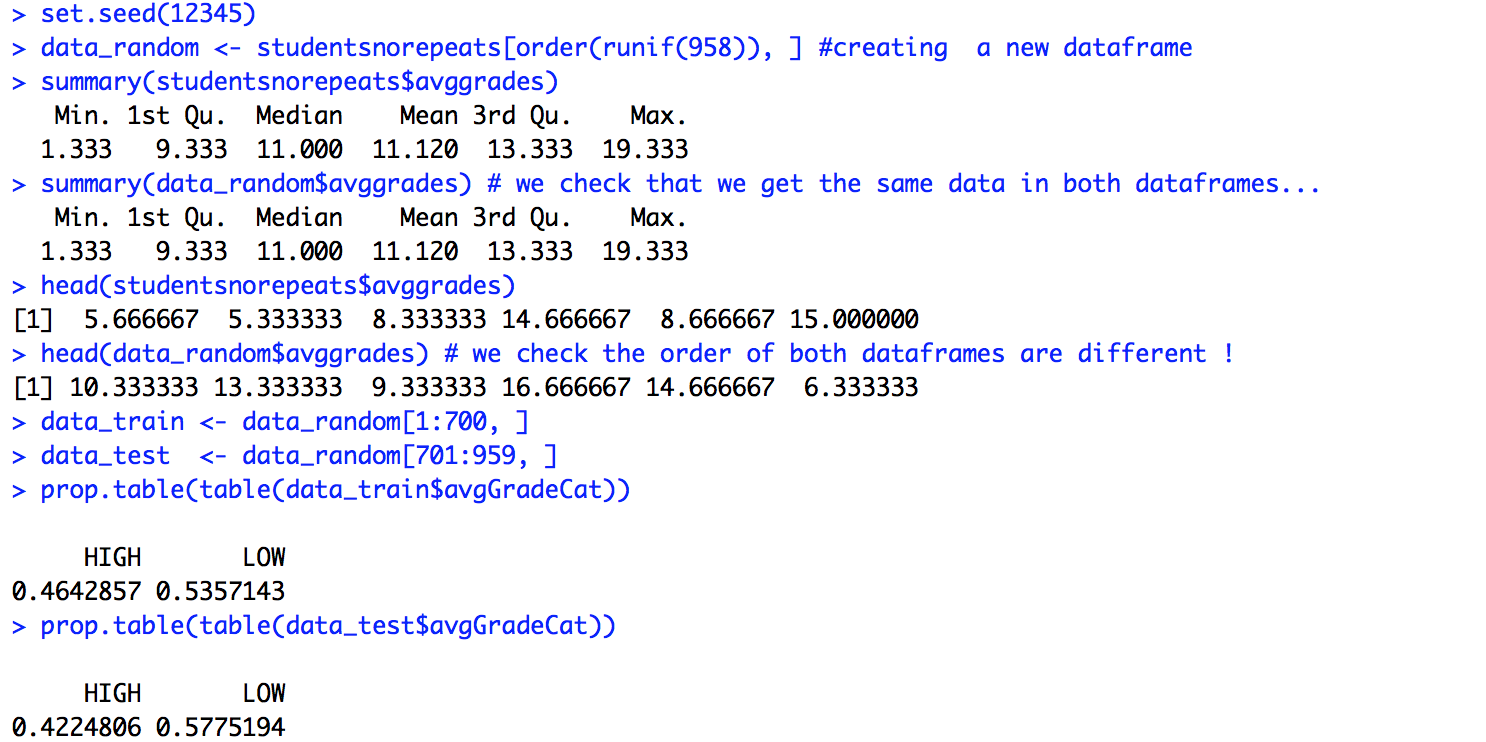 > set.seed(12345)
> data_random <- studentsnorepeats[order(runif(958)), ] #creating  a new dataframe
> summary(studentsnorepeats$avggrades)
   Min. 1st Qu.  Median    Mean 3rd Qu.    Max.
  1.333   9.333  11.000  11.120  13.333  19.333
> summary(data_random$avggrades) # we check that we get the same data in both dataframes...
   Min. 1st Qu.  Median    Mean 3rd Qu.    Max.
  1.333   9.333  11.000  11.120  13.333  19.333
> head(studentsnorepeats$avggrades)
[1]  5.666667  5.333333  8.333333 14.666667  8.666667 15.000000
> head(data_random$avggrades) # we check the order of both dataframes are different !
[1] 10.333333 13.333333  9.333333 16.666667 14.666667  6.333333
> data_train <- data_random[1:700, ]
> data_test  <- data_random[701:959, ]
> prop.table(table(data_train$avgGradeCat))
     HIGH       LOW
0.4642857 0.5357143
> prop.table(table(data_test$avgGradeCat))
     HIGH       LOW
0.4224806 0.5775194